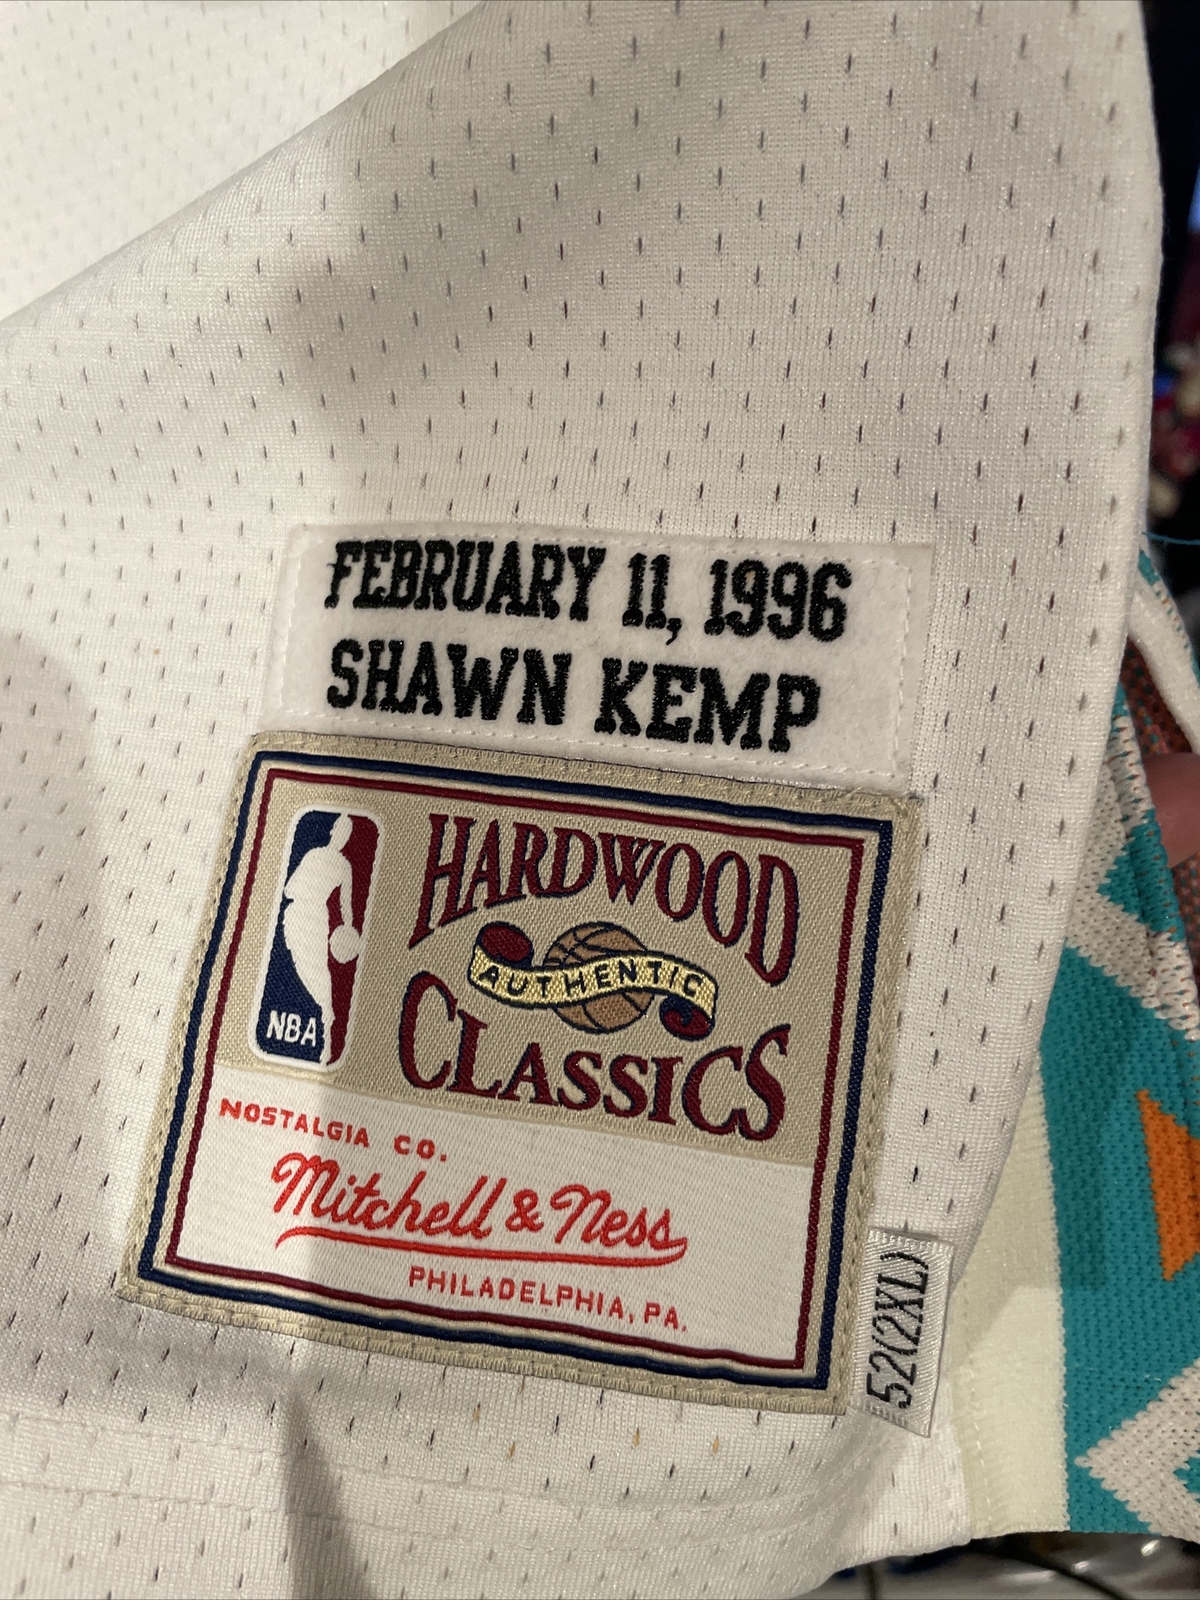 FEBRUARY 11, 1996
SHAWN KEMP
HARDWOOD
AUTHENTIC
CLASSICS
NBA
NOSTALGIA CO.
Mitchell & Ness
PHILADELPHIA, PA.
52(2XL)